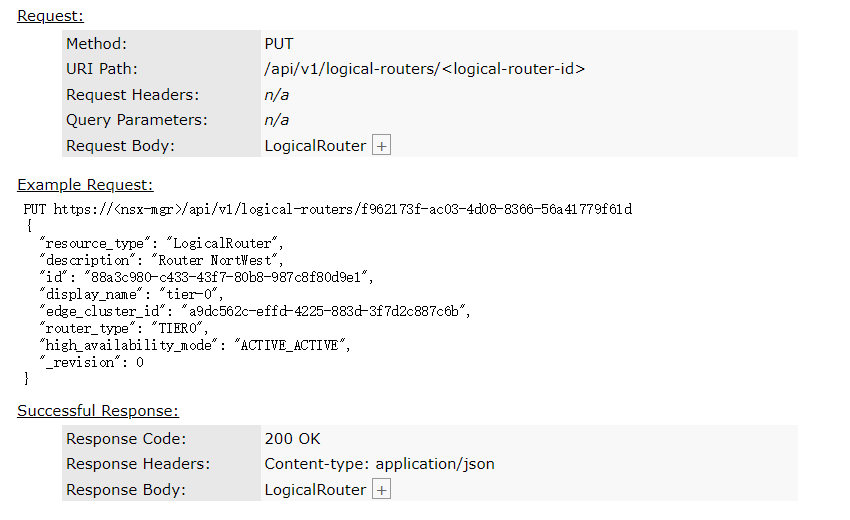 Request:
Method: PUT
URI Path: /api/v1/logical-routers/<logical-router-id>
Request Headers: n/a
Query Parameters: n/a
Request Body: LogicalRouter +
Example Request:
PUT https://<nsx-mgr>/api/v1/logical-routers/f962173f-ac03-4d08-8366-56a41779f61d
{
  "resource_type": "LogicalRouter",
  "description": "Router NortWest",
  "id": "88a3c980-c433-43f7-80b8-987c8f80d9e1",
  "display_name": "tier-0",
  "edge_cluster_id": "a9dc562c-effd-4225-883d-3f7d2c887c6b",
  "router_type": "TIER0",
  "high_availability_mode": "ACTIVE_ACTIVE",
  "_revision": 0
}
Successful Response:
Response Code: 200 OK
Response Headers: Content-type: application/json
Response Body: LogicalRouter +